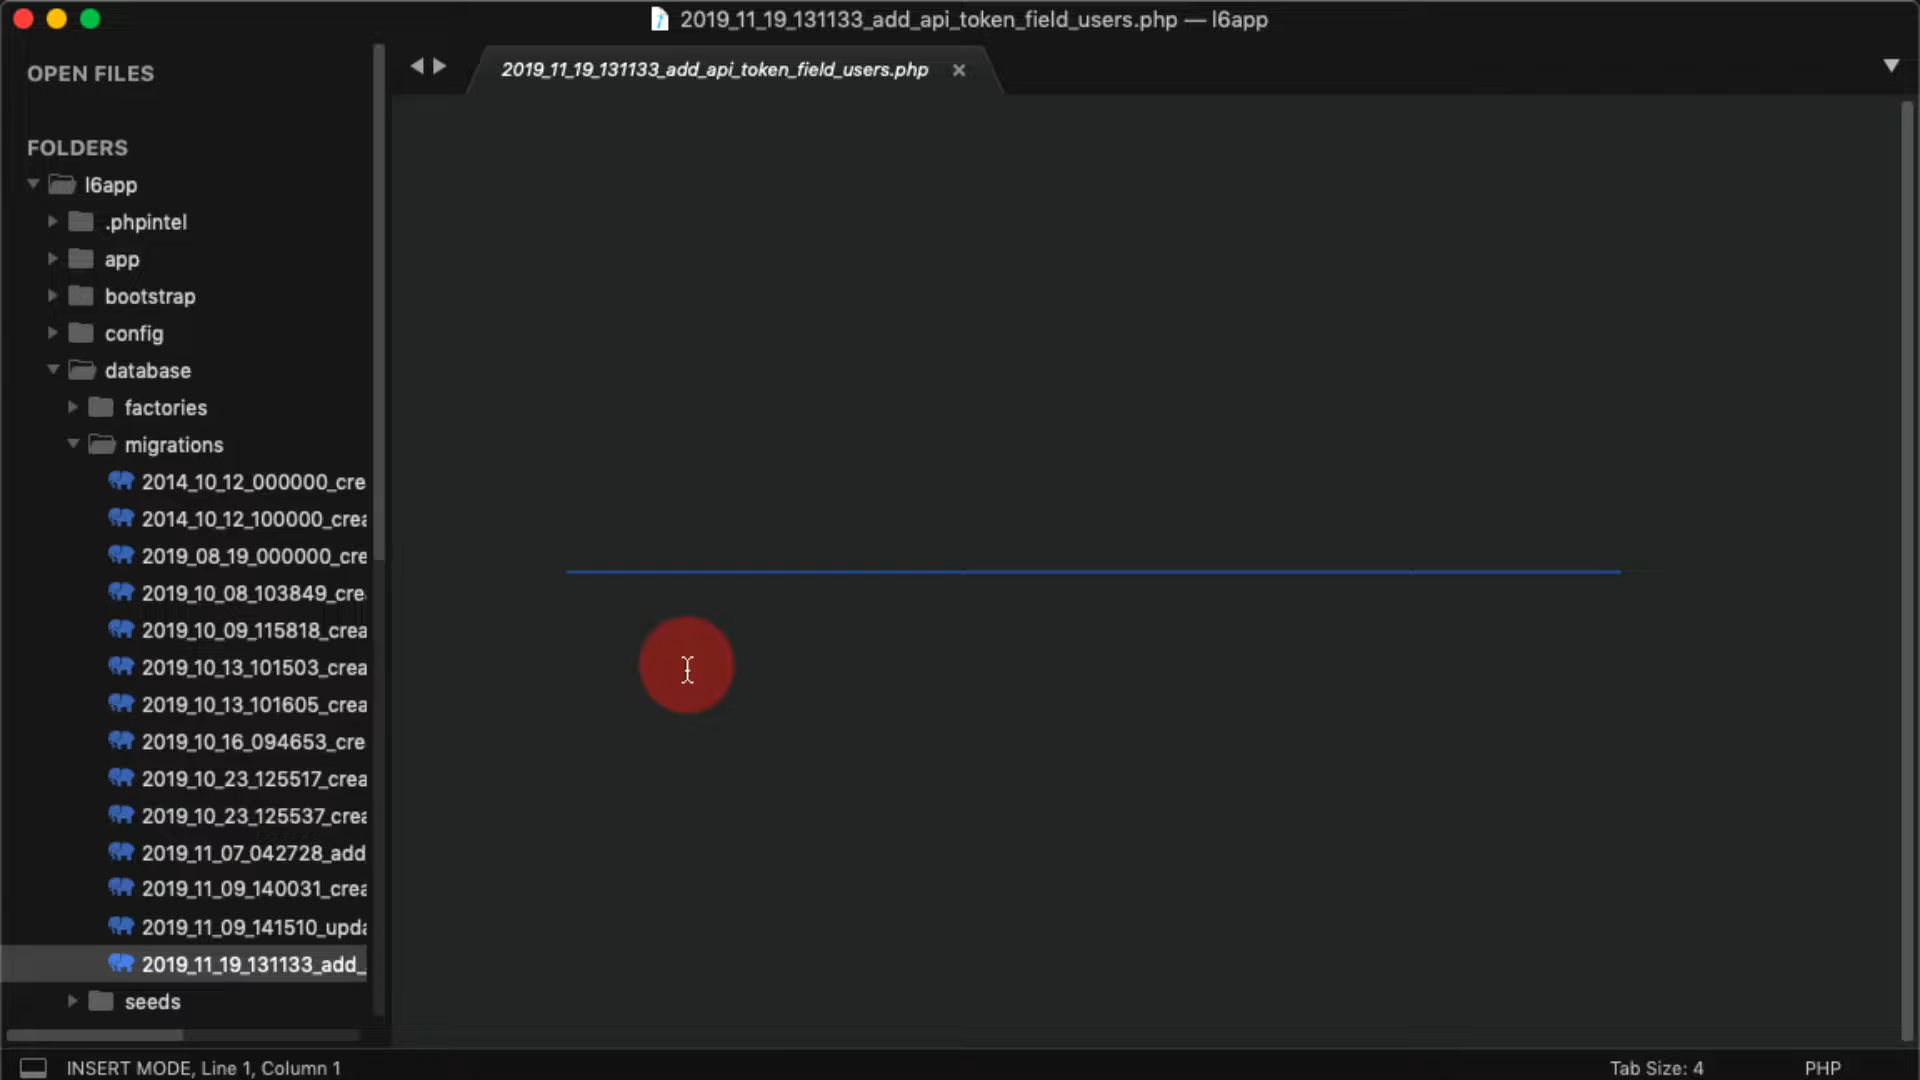 2019_11_19_131133_add_api_token_field_users.php — l6app
OPEN FILES
2019_11_19_131133_add_api_token_field_users.php
FOLDERS
l6app
.phpintel
app
bootstrap
config
database
factories
migrations
2014_10_12_000000_cre
2014_10_12_100000_crea
2019_08_19_000000_cre
2019_10_08_103849_cre
2019_10_09_115818_crea
2019_10_13_101503_crea
2019_10_13_101605_crea
2019_10_16_094653_cre
2019_10_23_125517_crea
2019_10_23_125537_crea
2019_11_07_042728_add
2019_11_09_140031_crea
2019_11_09_141510_upda
2019_11_19_131133_add_
seeds
INSERT MODE, Line 1, Column 1
Tab Size: 4
PHP